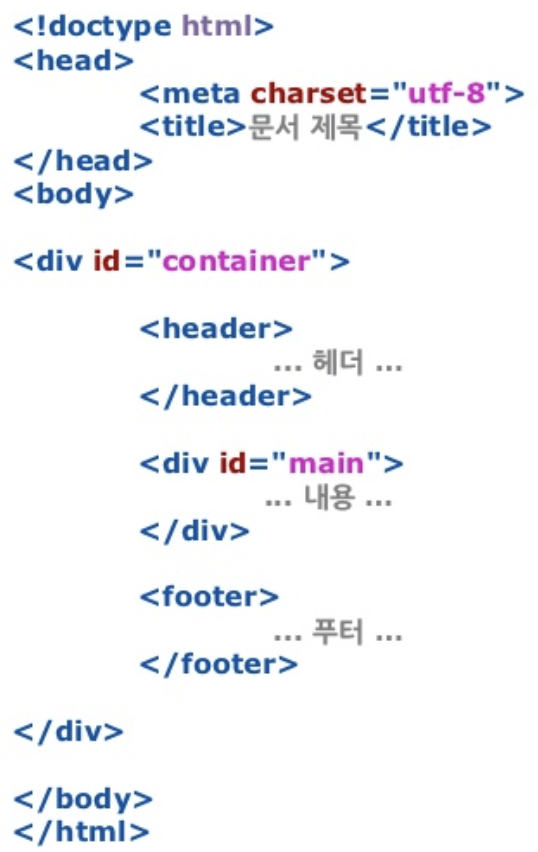 <!doctype html>
<head>
<meta charset="utf-8">
<title>문서 제목</title>
</head>
<body>
<div id="container">
<header>
... 헤더 ...
</header>
<div id="main">
... 내용 ...
</div>
<footer>
... 푸터 ...
</footer>
</div>
</body>
</html>